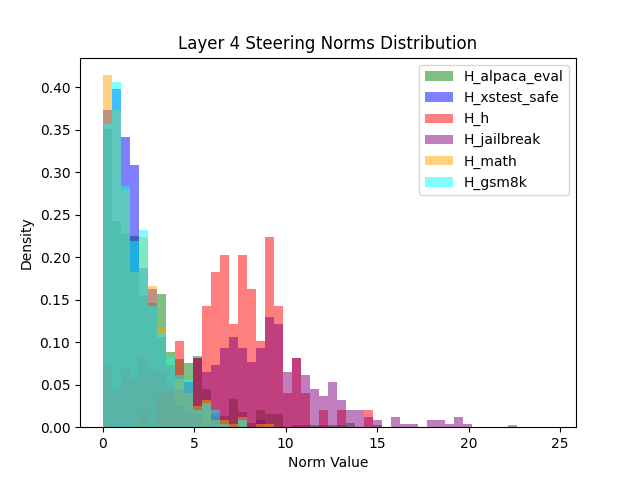 Layer 4 Steering Norms Distribution
H_alpaca_eval
H_xstest_safe
H_h
H_jailbreak
H_math
H_gsm8k
0.40
0.35
0.30
0.25
0.20
0.15
0.10
0.05
0.00
Density
0
5
10
15
20
25
Norm Value